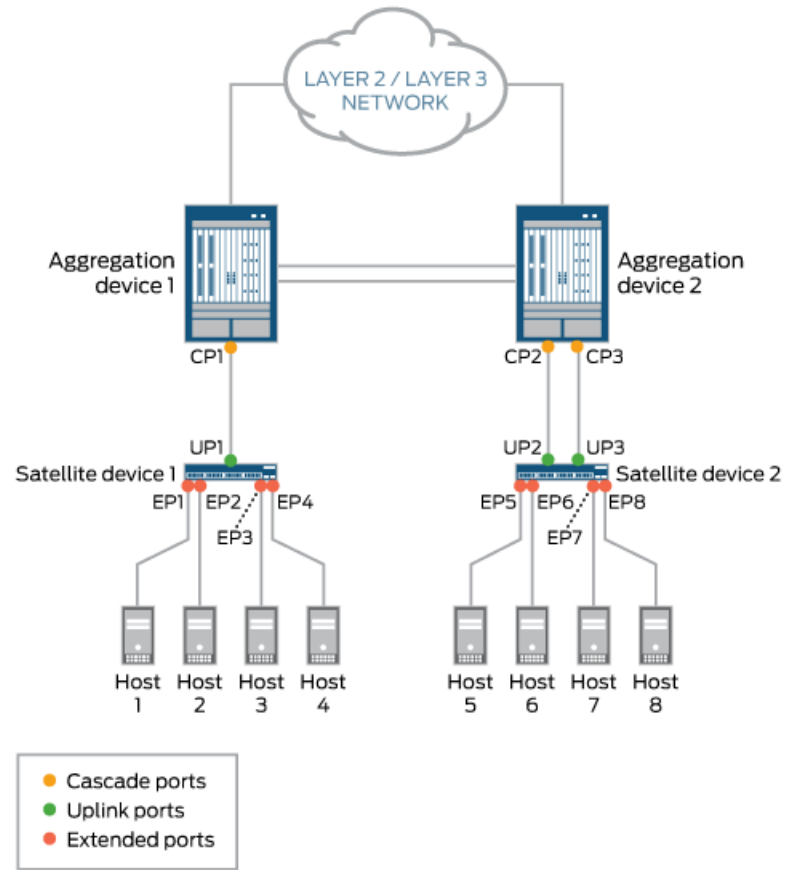 LAYER 2 / LAYER 3
NETWORK
Aggregation
device 1
Aggregation
device 2
CP1
CP2
CP3
UP1
UP2
UP3
Satellite device 1
Satellite device 2
EP1
EP2
EP4
EP3
EP5
EP6
EP8
EP7
Host
1
Host
2
Host
3
Host
4
Host
5
Host
6
Host
7
Host
8
Cascade ports
Uplink ports
Extended ports